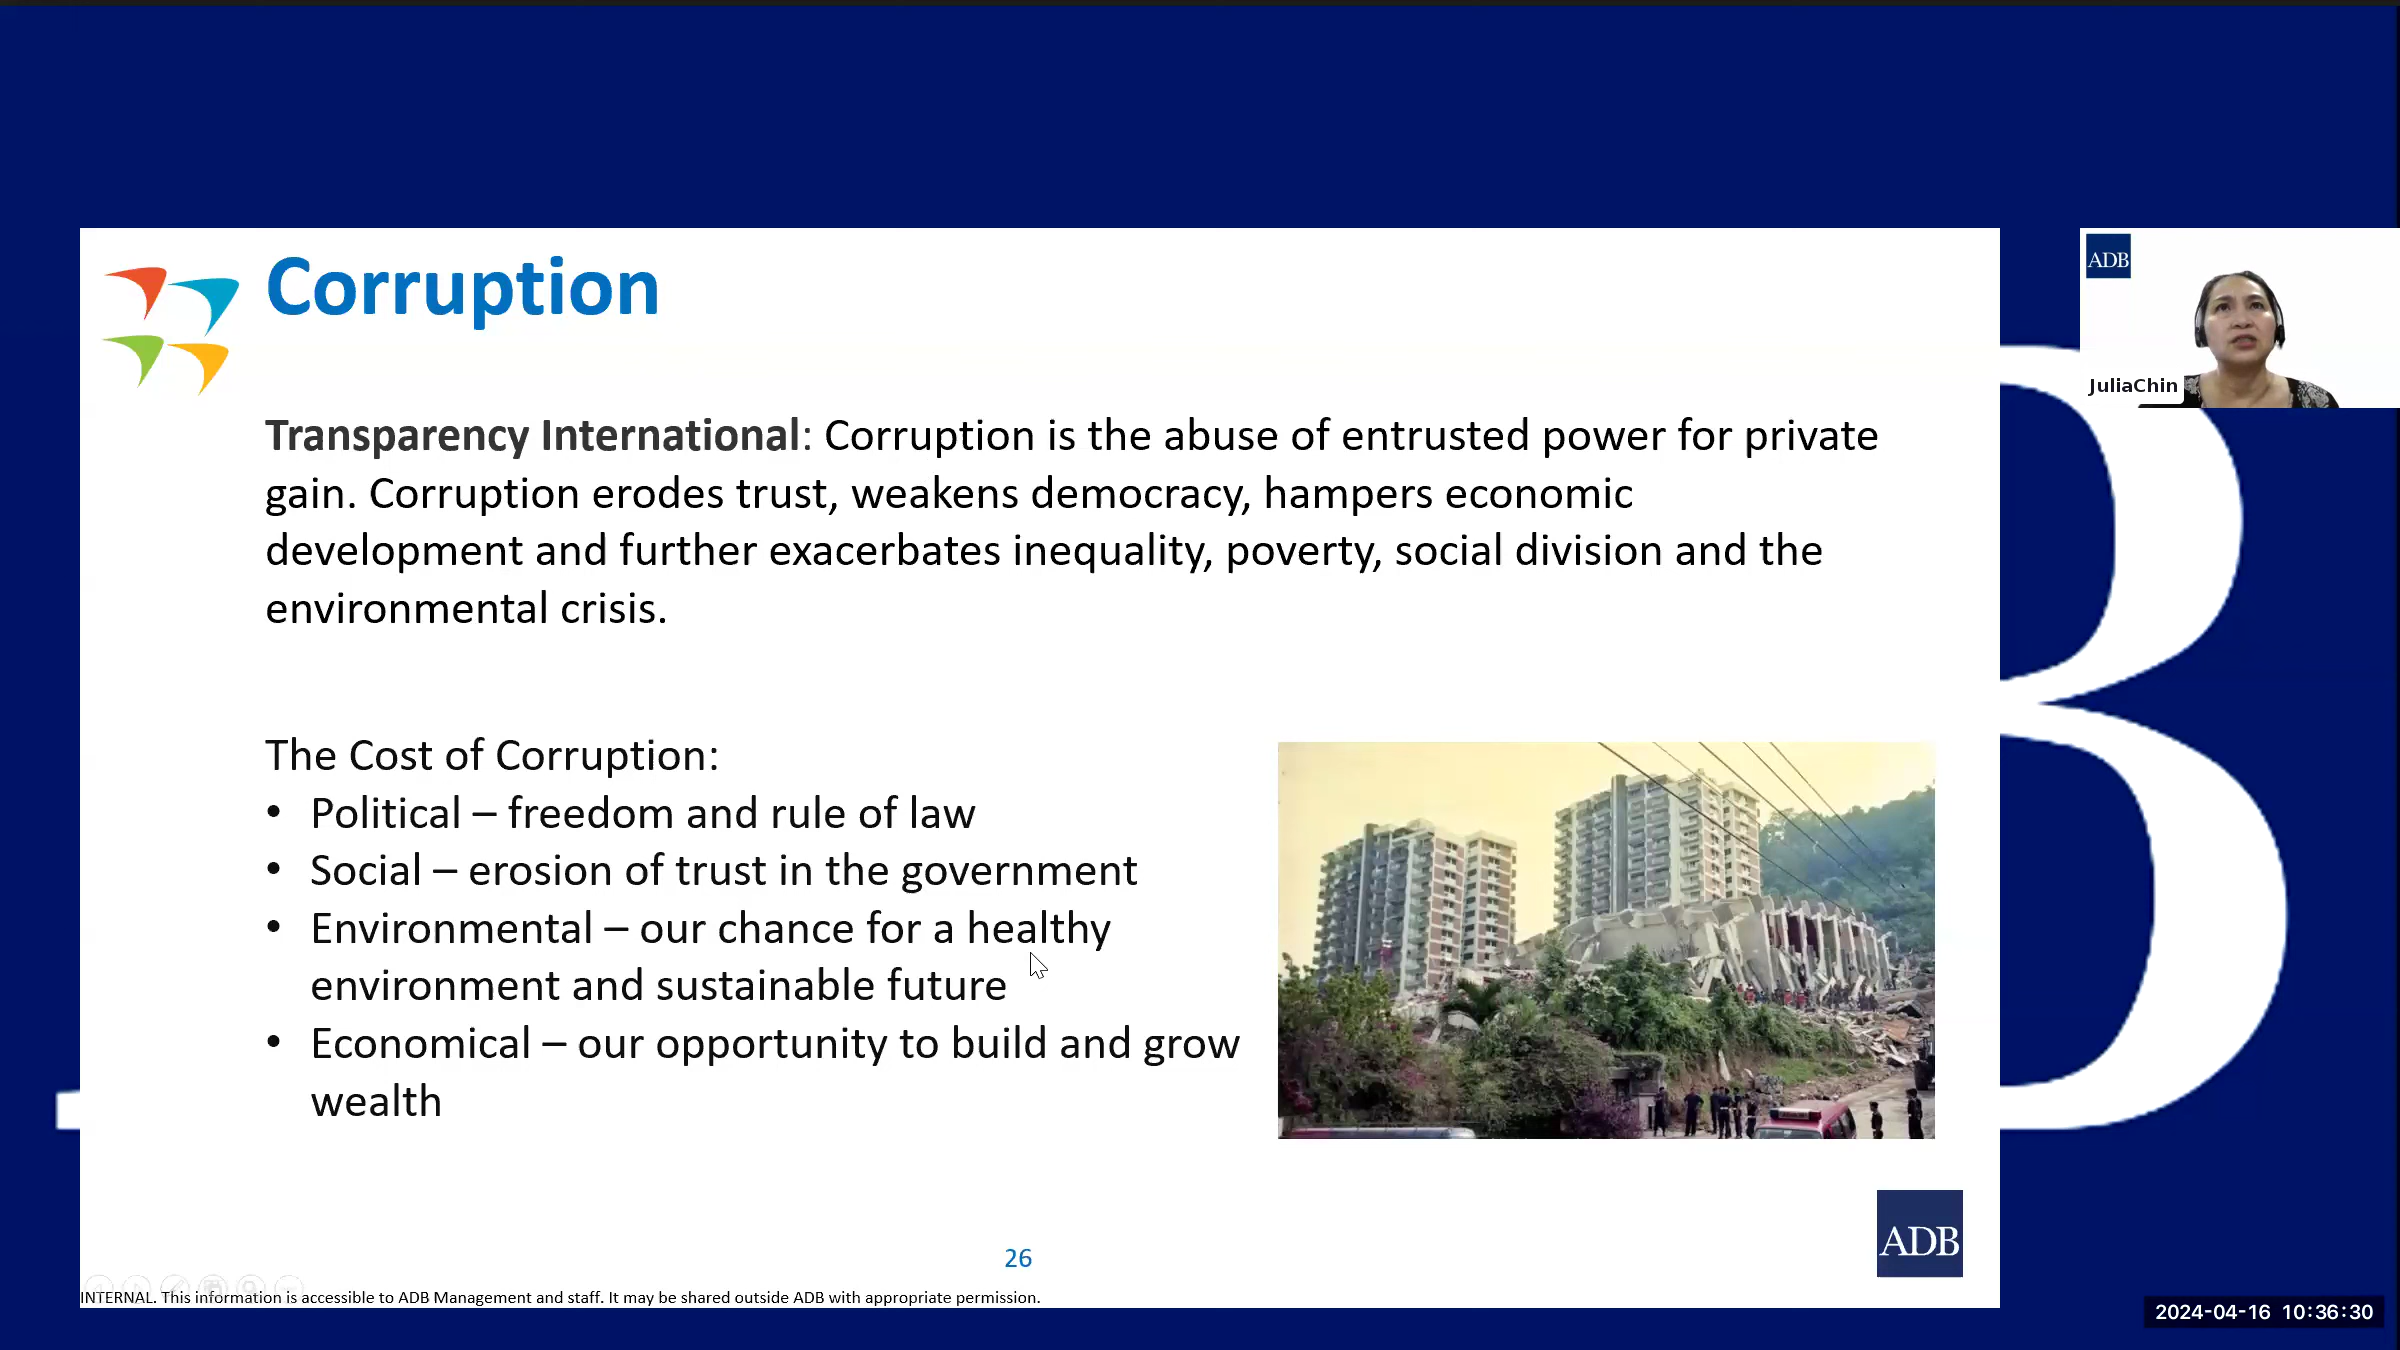 Corruption
ADB
JuliaChin
Transparency International: Corruption is the abuse of entrusted power for private
gain. Corruption erodes trust, weakens democracy, hampers economic
development and further exacerbates inequality, poverty, social division and the
environmental crisis.
The Cost of Corruption:
• Political – freedom and rule of law
• Social – erosion of trust in the government
• Environmental – our chance for a healthy
environment and sustainable future
• Economical – our opportunity to build and grow
wealth
ADB
26
INTERNAL. This information is accessible to ADB Management and staff. It may be shared outside ADB with appropriate permission.
2024-04-16 10:36:30